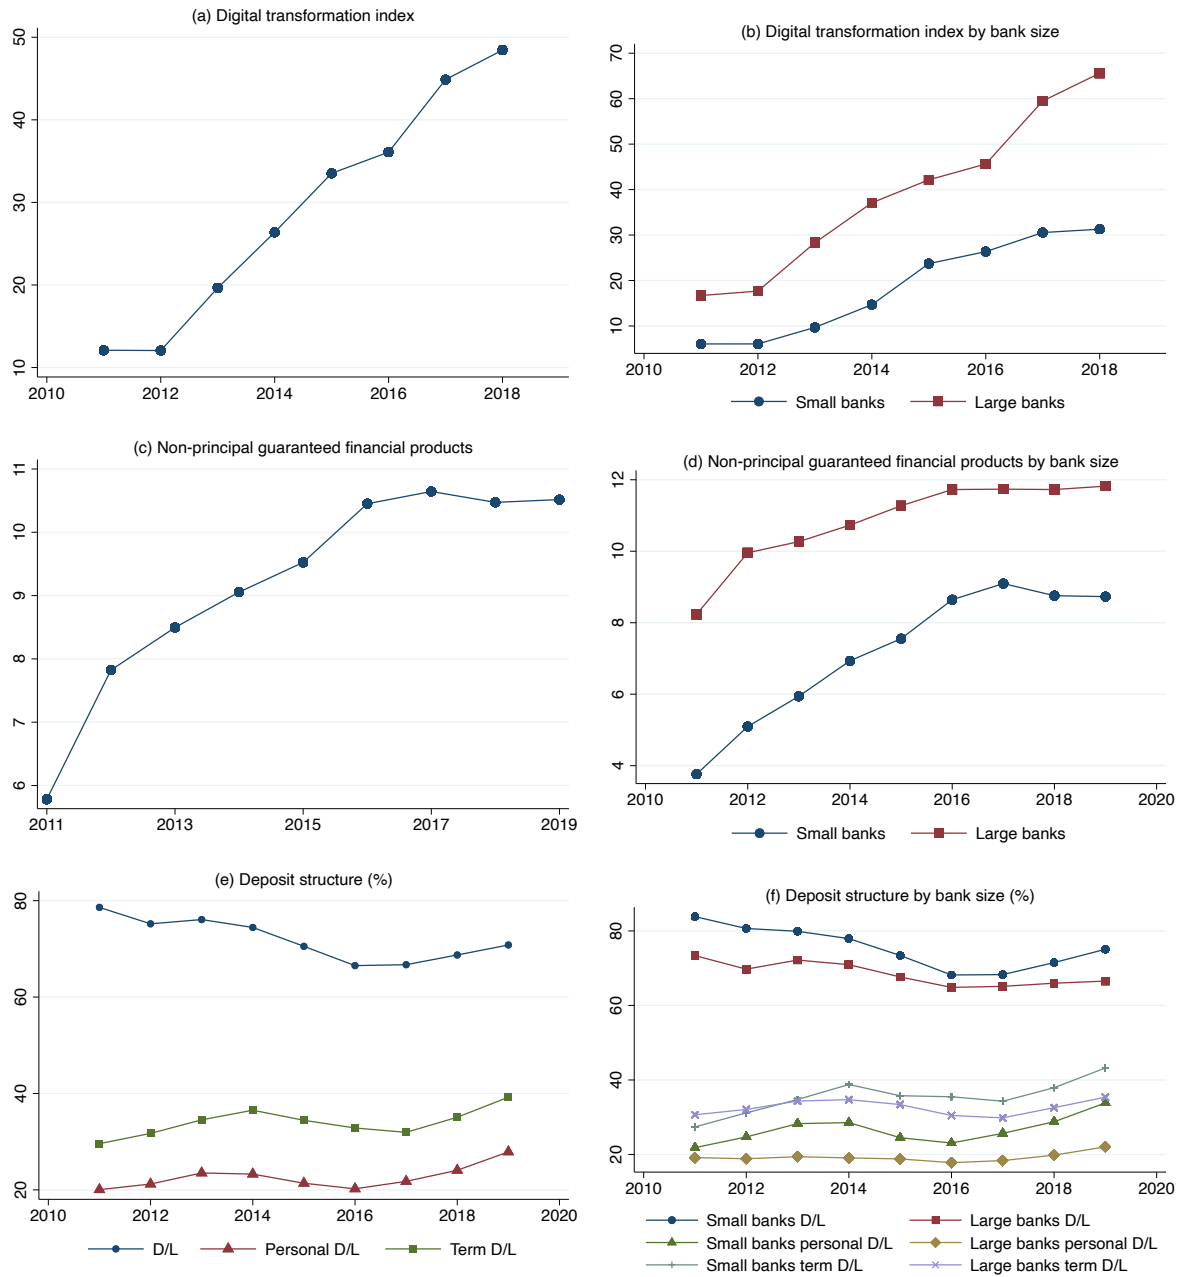 (a) Digital transformation index
50
40
30
20
10
2010 2012 2014 2016 2018
(b) Digital transformation index by bank size
70
60
50
40
30
20
10
2010 2012 2014 2016 2018
Small banks Large banks
(c) Non-principal guaranteed financial products
11
10
9
8
7
6
2011 2013 2015 2017 2019
(d) Non-principal guaranteed financial products by bank size
12
10
8
6
4
2010 2012 2014 2016 2018 2020
Small banks Large banks
(e) Deposit structure (%)
80
60
40
20
2010 2012 2014 2016 2018 2020
D/L Personal D/L Term D/L
(f) Deposit structure by bank size (%)
80
60
40
20
2010 2012 2014 2016 2018 2020
Small banks D/L Large banks D/L
Small banks personal D/L Large banks personal D/L
Small banks term D/L Large banks term D/L